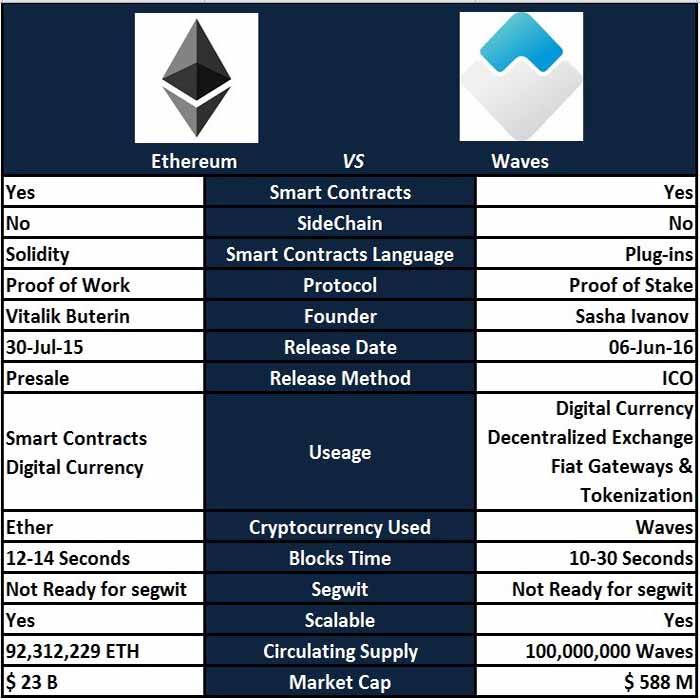 Ethereum VS Waves
Yes Smart Contracts Yes
No SideChain No
Solidity Smart Contracts Language Plug-ins
Proof of Work Protocol Proof of Stake
Vitalik Buterin Founder Sasha Ivanov
30-Jul-15 Release Date 06-Jun-16
Presale Release Method ICO
Smart Contracts
Digital Currency
Useage
Digital Currency
Decentralized Exchange
Fiat Gateways &
Tokenization
Ether Cryptocurrency Used Waves
12-14 Seconds Blocks Time 10-30 Seconds
Not Ready for segwit Segwit Not Ready for segwit
Yes Scalable Yes
92,312,229 ETH Circulating Supply 100,000,000 Waves
$ 23 B Market Cap $ 588 M